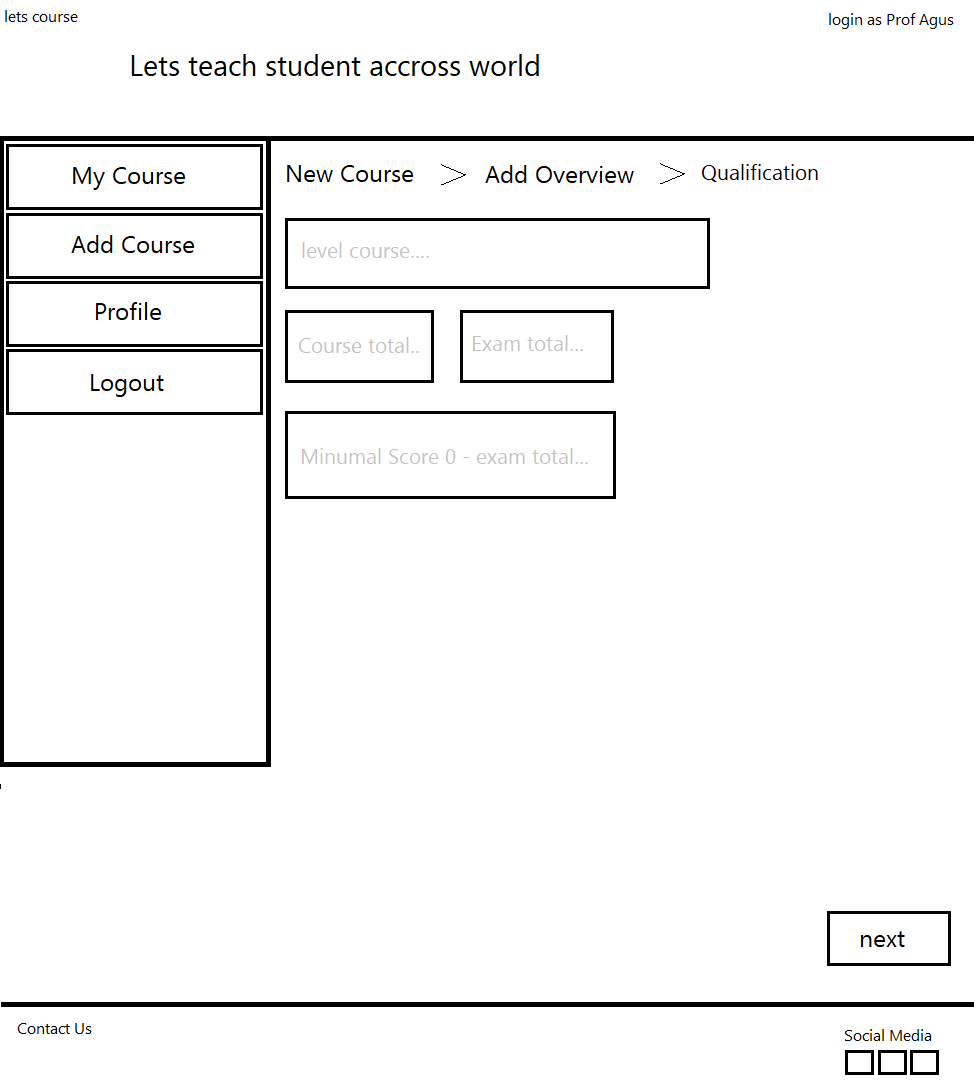 lets course
login as Prof Agus
Lets teach student accross world
My Course
Add Course
Profile
Logout
New Course > Add Overview > Qualification
level course....
Course total..
Exam total...
Minumal Score 0 - exam total...
next
Contact Us
Social Media